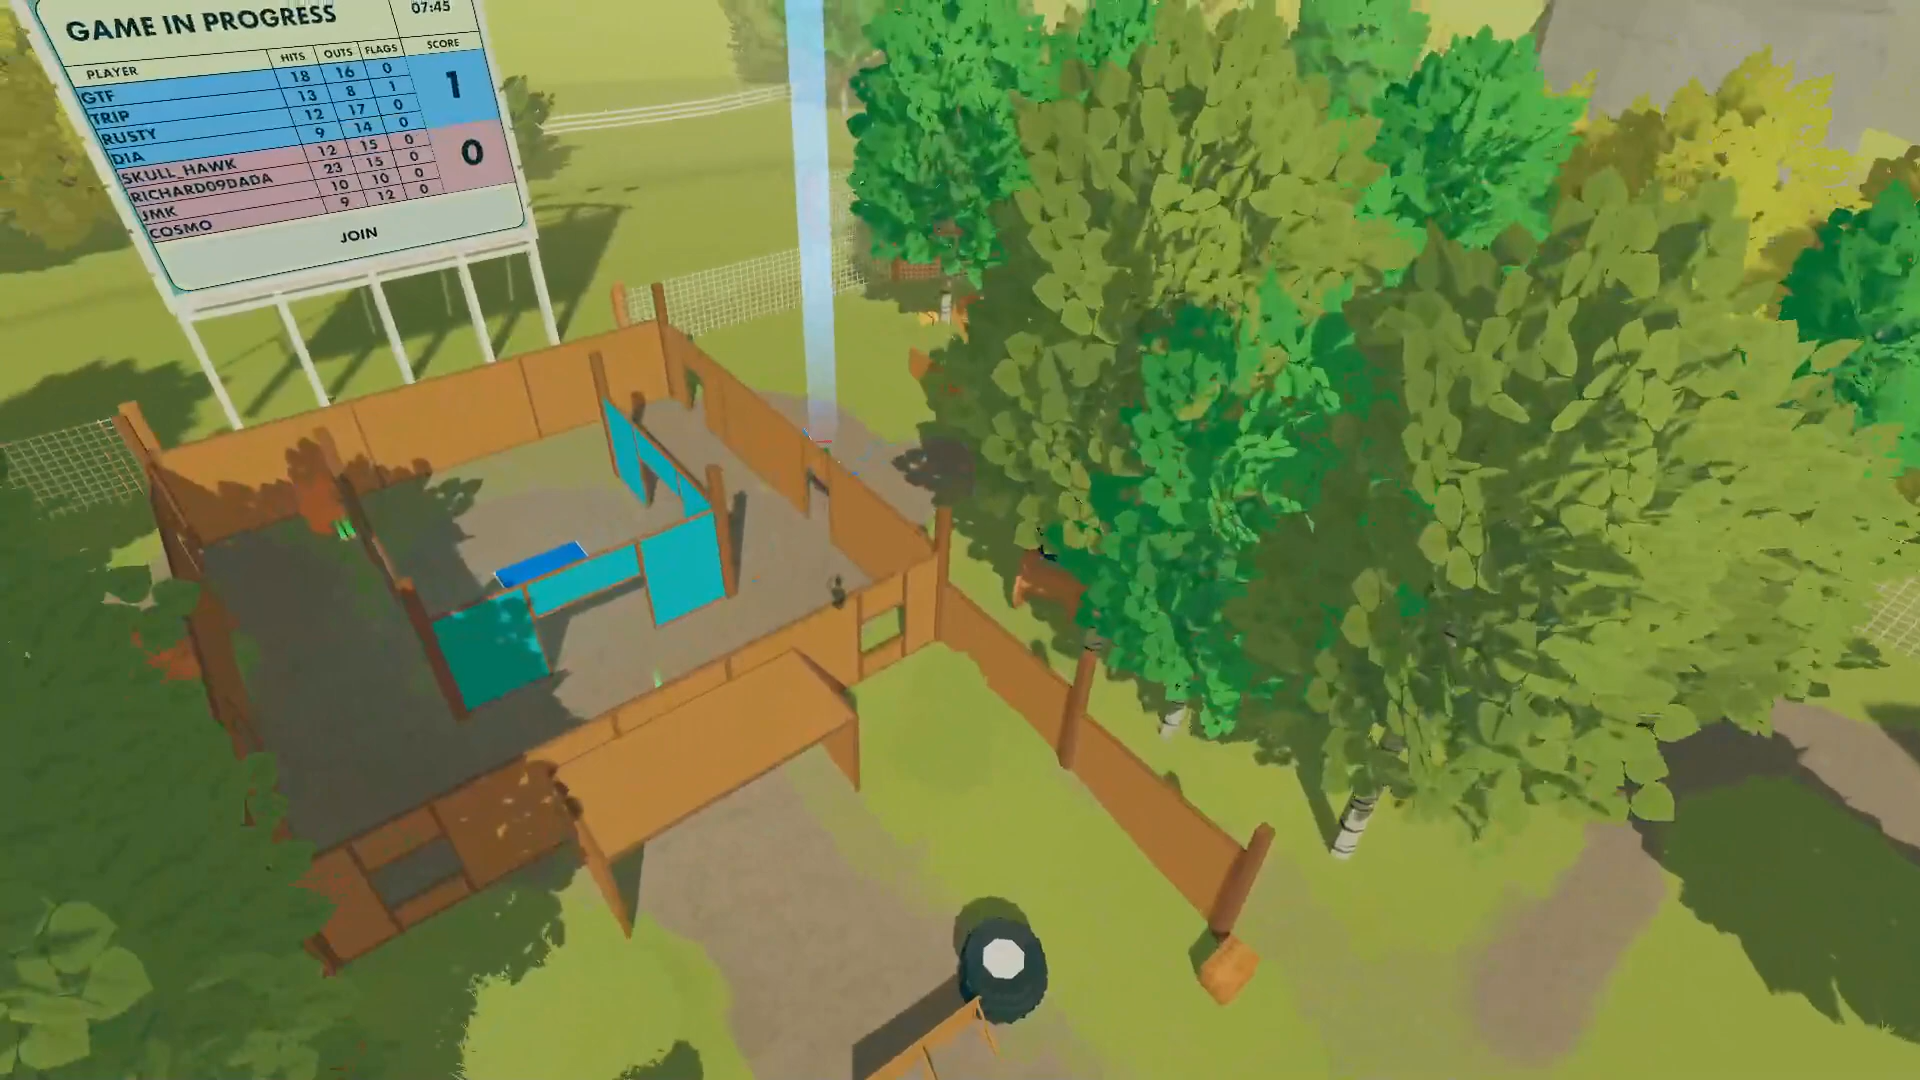 GAME IN PROGRESS 07:45
PLAYER HITS OUTS FLAGS SCORE
GTF 18 16 0
TRIP 13 8 1
RUSTY 12 17 0
DIA 9 14 0
1
SKULL_HAWK 12 15 0
RICHARD09DADA 23 15 0
JMK 10 10 0
COSMO 9 12 0
0
JOIN